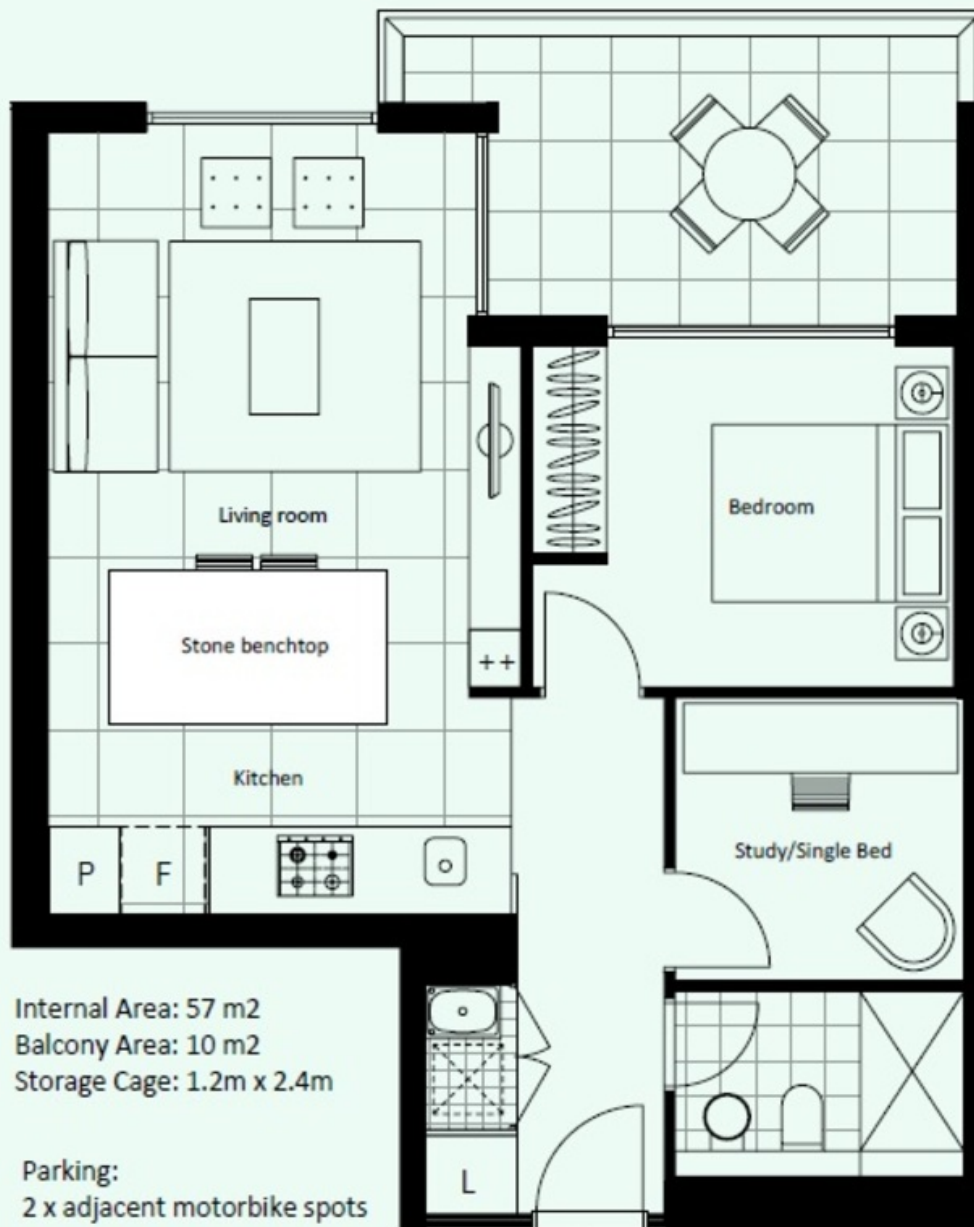 Living room
Bedroom
Stone benchtop
++
Kitchen
P
F
Study/Single Bed
Internal Area: 57 m2
Balcony Area: 10 m2
Storage Cage: 1.2m x 2.4m
L
Parking:
2 x adjacent motorbike spots